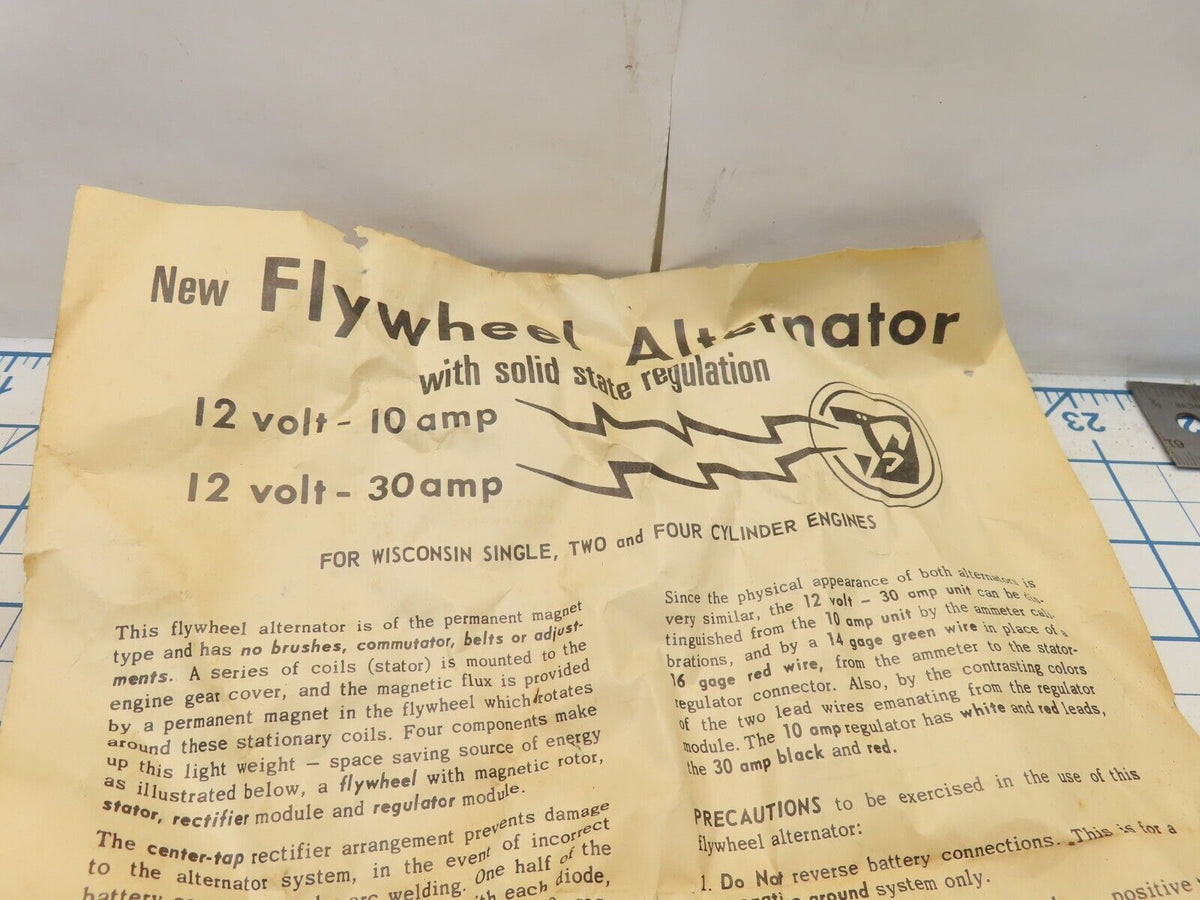 New Flywheel Alternator
with solid state regulation
12 volt - 10 amp
12 volt - 30 amp
FOR WISCONSIN SINGLE, TWO and FOUR CYLINDER ENGINES
This flywheel alternator is of the permanent magnet
type and has no brushes, commutator, belts or adjust-
ments. A series of coils (stator) is mounted to the
engine gear cover, and the magnetic flux is provided
by a permanent magnet in the flywheel which rotates
around these stationary coils. Four components make
up this light weight — space saving source of energy
as illustrated below, a flywheel with magnetic rotor,
stator, rectifier module and regulator module.
The center-tap rectifier arrangement prevents damage
to the alternator system, in the event of incorrect
battery arc welding. One half of the
with each diode,
Since the physical appearance of both alternators is
very similar, the 12 volt - 30 amp unit can be dis-
tinguished from the 10 amp unit by the ammeter cali-
brations, and by a 14 gage green wire in place of a
16 gage red wire, from the ammeter to the stator-
regulator connector. Also, by the contrasting colors
of the two lead wires emanating from the regulator
module. The 10 amp regulator has white and red leads,
the 30 amp black and red.
PRECAUTIONS to be exercised in the use of this
flywheel alternator:
1. Do Not reverse battery connections. This is for a
negative ground system only.
positive
23